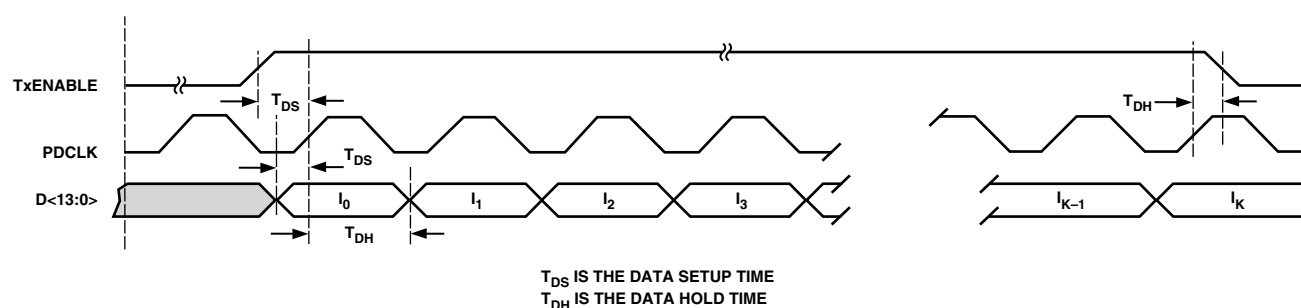 TxENABLE
T_DS
T_DH
PDCLK
T_DS
D<13:0>
I_0
I_1
I_2
I_3
I_K–1
I_K
T_DH
T_DS IS THE DATA SETUP TIME
T_DH IS THE DATA HOLD TIME